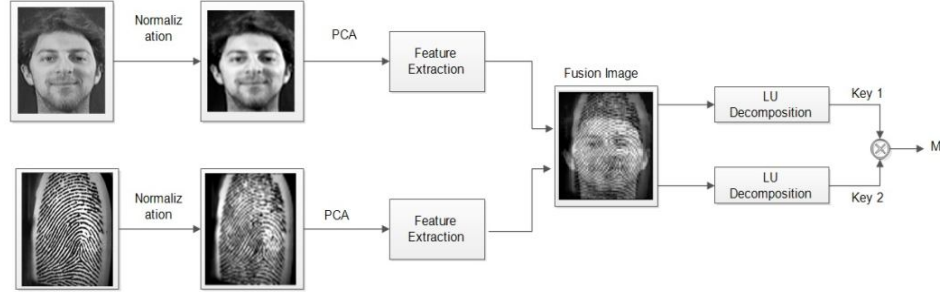 Normaliz
ation
PCA
Feature
Extraction
Fusion Image
LU
Decomposition
Key 1
M
Normaliz
ation
PCA
Feature
Extraction
LU
Decomposition
Key 2